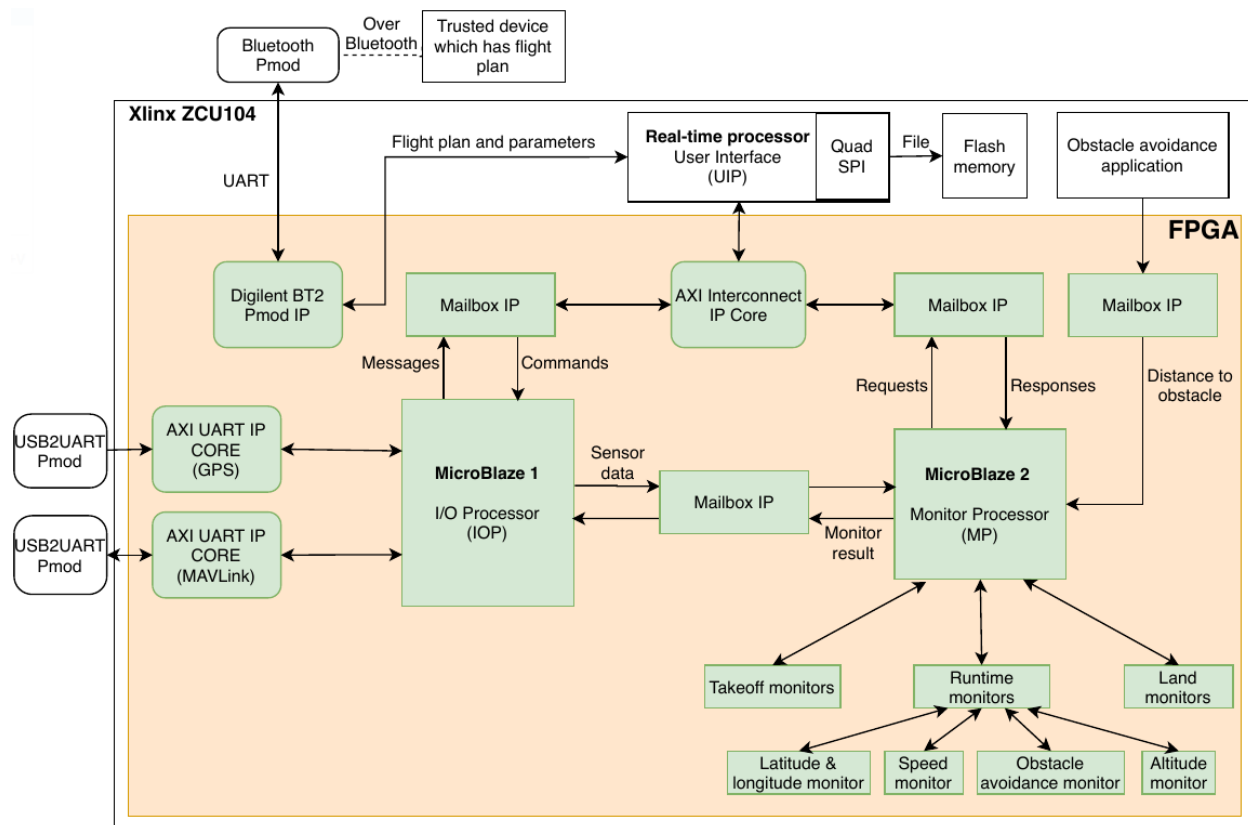 Over
Bluetooth
Bluetooth
Pmod
Trusted device
which has flight
plan
Xlinx ZCU104
Flight plan and parameters
Real-time processor
User Interface
(UIP)
Quad
SPI
File
Flash
memory
Obstacle avoidance
application
UART
FPGA
Digilent BT2
Pmod IP
Mailbox IP
AXI Interconnect
IP Core
Mailbox IP
Mailbox IP
Messages
Commands
Requests
Responses
Distance to
obstacle
USB2UART
Pmod
AXI UART IP
CORE
(GPS)
MicroBlaze 1
I/O Processor
(IOP)
Sensor
data
Mailbox IP
Monitor
result
MicroBlaze 2
Monitor Processor
(MP)
USB2UART
Pmod
AXI UART IP
CORE
(MAVLink)
Takeoff monitors
Runtime
monitors
Land
monitors
Latitude &
longitude monitor
Speed
monitor
Obstacle
avoidance monitor
Altitude
monitor